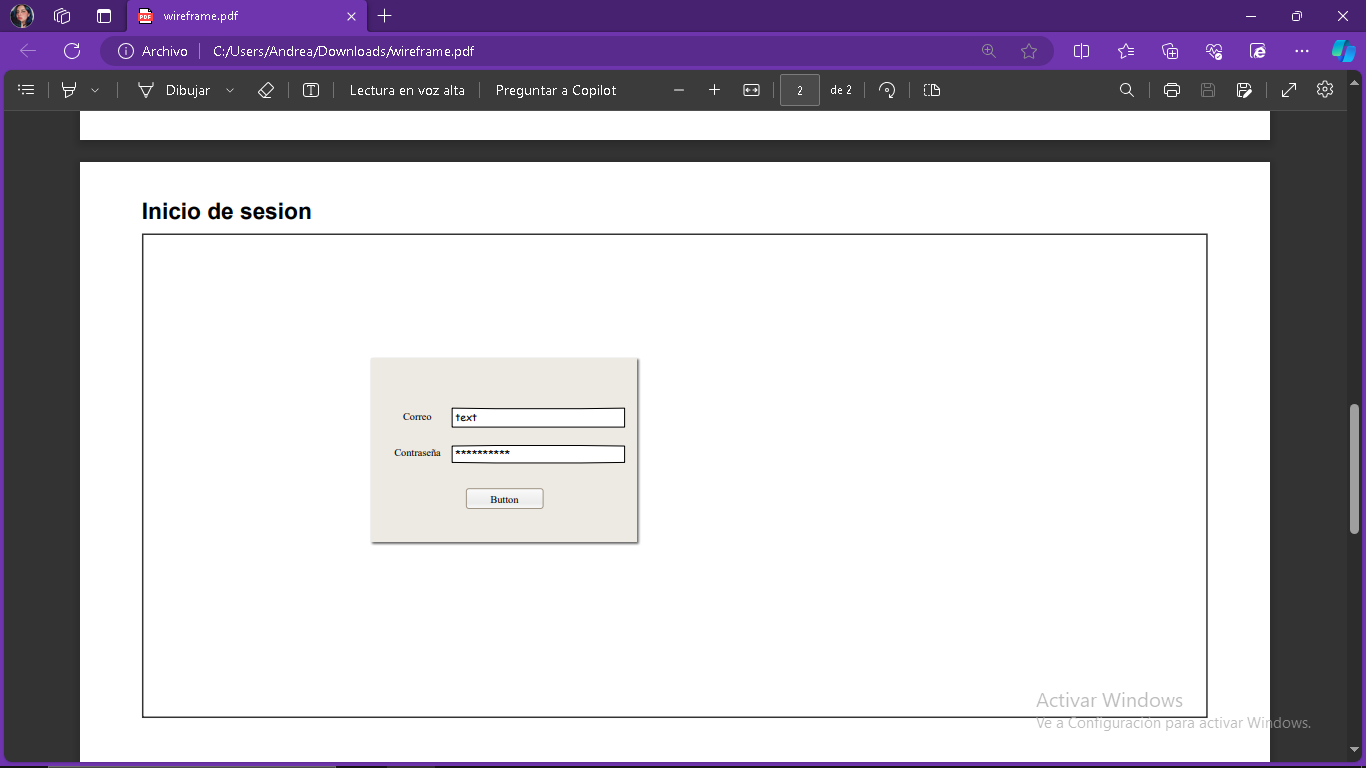 wireframe.pdf
Archivo C:/Users/Andrea/Downloads/wireframe.pdf
Dibujar Lectura en voz alta Preguntar a Copilot 2 de 2
Inicio de sesion
Correo text
Contraseña **********
Button
Activar Windows
Ve a Configuración para activar Windows.